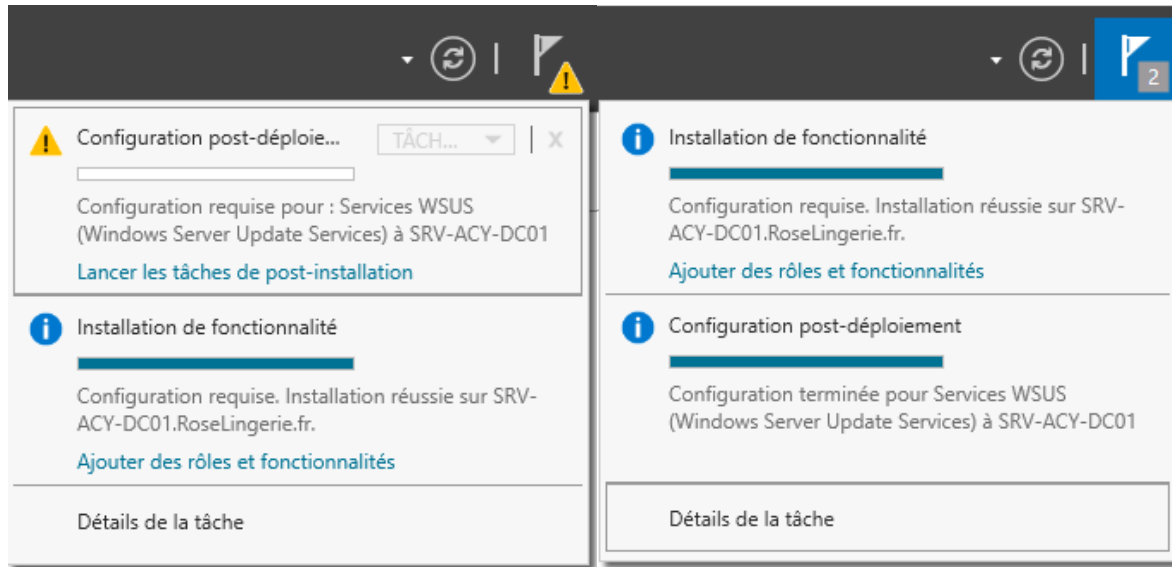 Configuration post-déploie...
TÂCH...
x
Configuration requise pour : Services WSUS
(Windows Server Update Services) à SRV-ACY-DC01
Lancer les tâches de post-installation
Installation de fonctionnalité
Configuration requise. Installation réussie sur SRV-
ACY-DC01.RoseLingerie.fr.
Ajouter des rôles et fonctionnalités
Détails de la tâche
2
Installation de fonctionnalité
Configuration requise. Installation réussie sur SRV-
ACY-DC01.RoseLingerie.fr.
Ajouter des rôles et fonctionnalités
Configuration post-déploiement
Configuration terminée pour Services WSUS
(Windows Server Update Services) à SRV-ACY-DC01
Détails de la tâche